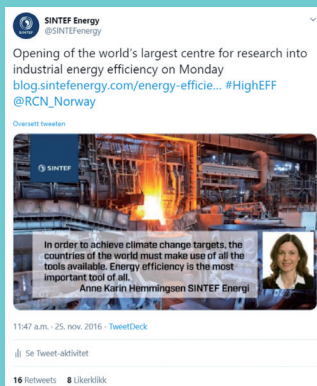 SINTEF Energy
@SINTEFenergy
Opening of the world's largest centre for research into
industrial energy efficiency on Monday
blog.sintefenergy.com/energy-efficie... #HighEFF
@RCN_Norway
Oversett tweeten
SINTEF
In order to achieve climate change targets, the
countries of the world must make use of all the
tools available. Energy efficiency is the most
important tool of all.
Anne Karin Hemmingsen SINTEF Energi
11:47 a.m. · 25. nov. 2016 · TweetDeck
Se Tweet-aktivitet
16 Retweets 8 Likerklikk